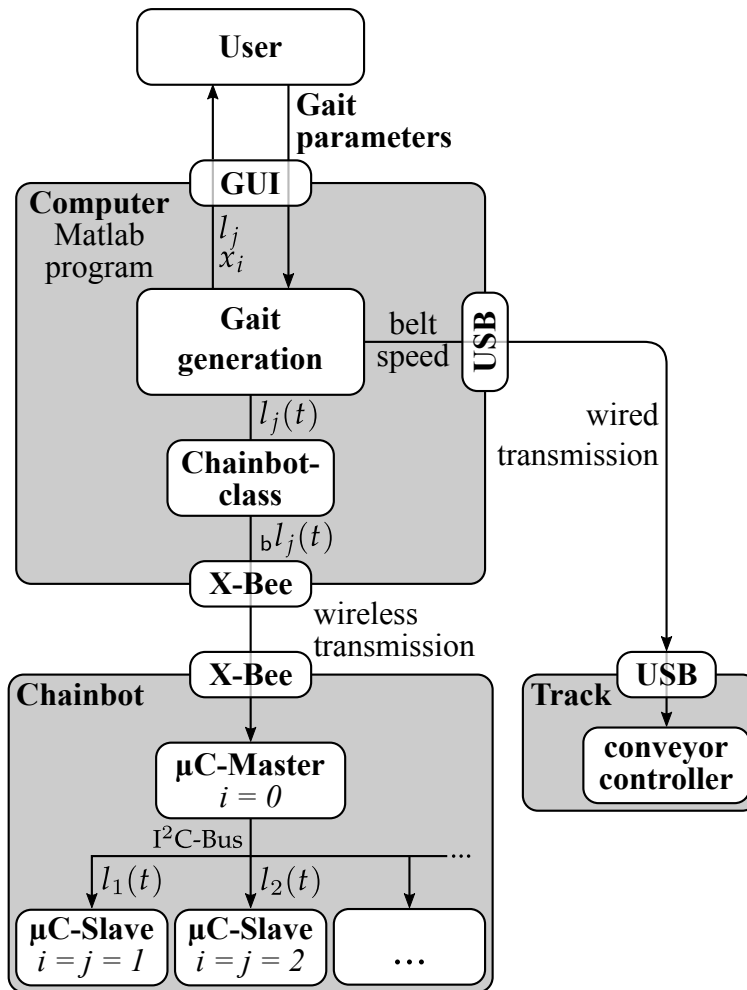 User
Gait
parameters
GUI
Computer
Matlab
program
l_j
x_i
Gait
generation
belt
speed
USB
l_j(t)
wired
transmission
Chainbot-
class
_b l_j(t)
X-Bee
wireless
transmission
X-Bee
USB
Chainbot
Track
µC-Master
i = 0
conveyor
controller
I²C-Bus
...
l_1(t)
l_2(t)
µC-Slave
i = j = 1
µC-Slave
i = j = 2
...